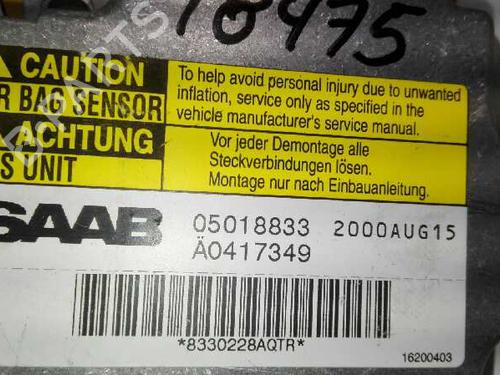 18475
CAUTION
R BAG SENSOR
To help avoid personal injury due to unwanted
inflation, service only as specified in the
vehicle manufacturer's service manual.
ACHTUNG
S UNIT
Vor jeder Demontage alle
Steckverbindungen lösen.
Montage nur nach Einbauanleitung.
SAAB
05018833 2000AUG15
Ä0417349
*8330228AQTR*
16200403